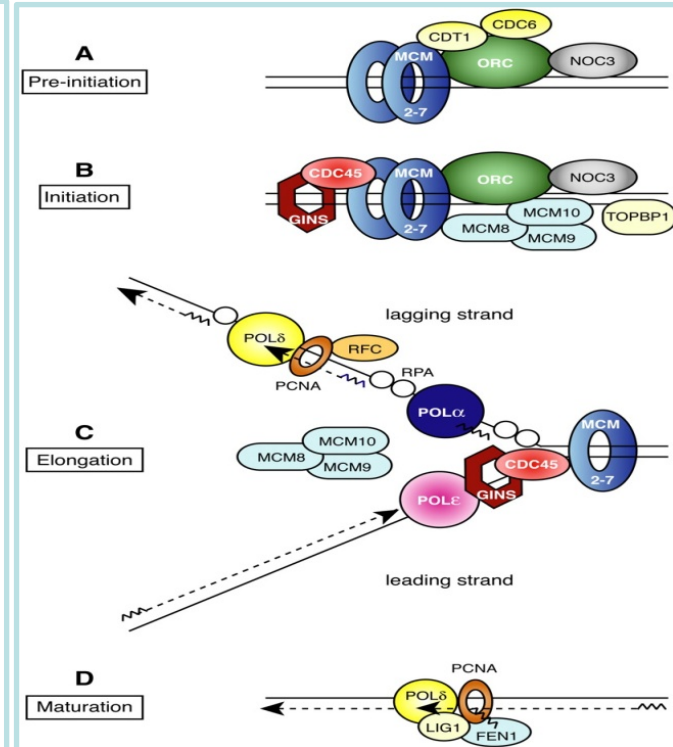 A
Pre-initiation
CDT1
CDC6
MCM
2-7
ORC
NOC3
B
Initiation
CDC45
GINS
MCM
2-7
ORC
NOC3
MCM10
MCM8
MCM9
TOPBP1
lagging strand
POLδ
PCNA
RFC
RPA
POLα
C
Elongation
MCM10
MCM8
MCM9
MCM
2-7
CDC45
GINS
POLε
leading strand
D
Maturation
PCNA
POLδ
LIG1
FEN1